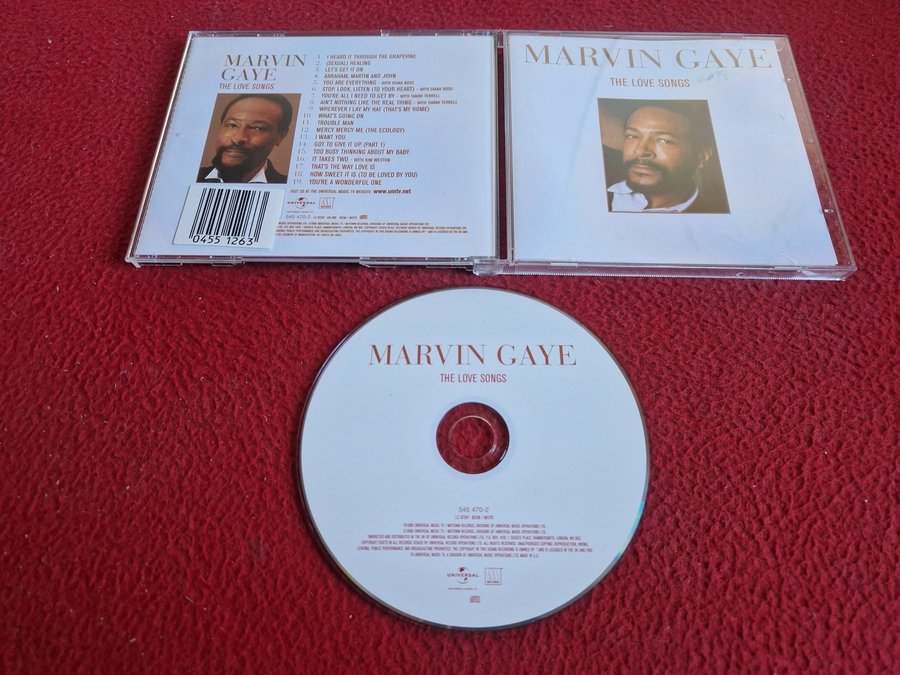 MARVIN
GAYE
THE LOVE SONGS
1. I HEARD IT THROUGH THE GRAPEVINE
2. (SEXUAL) HEALING
3. LET'S GET IT ON
4. ABRAHAM, MARTIN AND JOHN
5. YOU ARE EVERYTHING - WITH DIANA ROSS
6. STOP, LOOK, LISTEN (TO YOUR HEART) - WITH DIANA ROSS
7. YOU'RE ALL I NEED TO GET BY - WITH TAMMI TERRELL
8. AIN'T NOTHING LIKE THE REAL THING - WITH TAMMI TERRELL
9. WHEREVER I LAY MY HAT (THAT'S MY HOME)
10. WHAT'S GOING ON
11. TROUBLE MAN
12. MERCY MERCY ME (THE ECOLOGY)
13. I WANT YOU
14. GOT TO GIVE IT UP (PART 1)
15. TOO BUSY THINKING ABOUT MY BABY
16. IT TAKES TWO - WITH KIM WESTON
17. THAT'S THE WAY LOVE IS
18. HOW SWEET IT IS (TO BE LOVED BY YOU)
19. YOU'RE A WONDERFUL ONE
VISIT US AT THE UNIVERSAL MUSIC TV WEBSITE: www.umtv.net
UNIVERSAL
545 470-2
0455 1263
MARVIN GAYE
THE LOVE SONGS
MARVIN GAYE
THE LOVE SONGS
545 470-2
UNIVERSAL